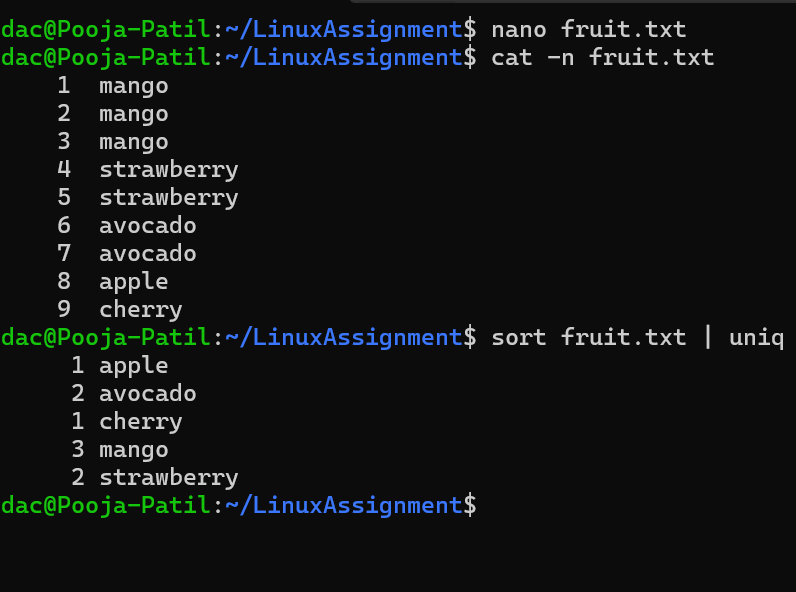 dac@Pooja-Patil:~/LinuxAssignment$ nano fruit.txt
dac@Pooja-Patil:~/LinuxAssignment$ cat -n fruit.txt
     1  mango
     2  mango
     3  mango
     4  strawberry
     5  strawberry
     6  avocado
     7  avocado
     8  apple
     9  cherry
dac@Pooja-Patil:~/LinuxAssignment$ sort fruit.txt | uniq
      1 apple
      2 avocado
      1 cherry
      3 mango
      2 strawberry
dac@Pooja-Patil:~/LinuxAssignment$